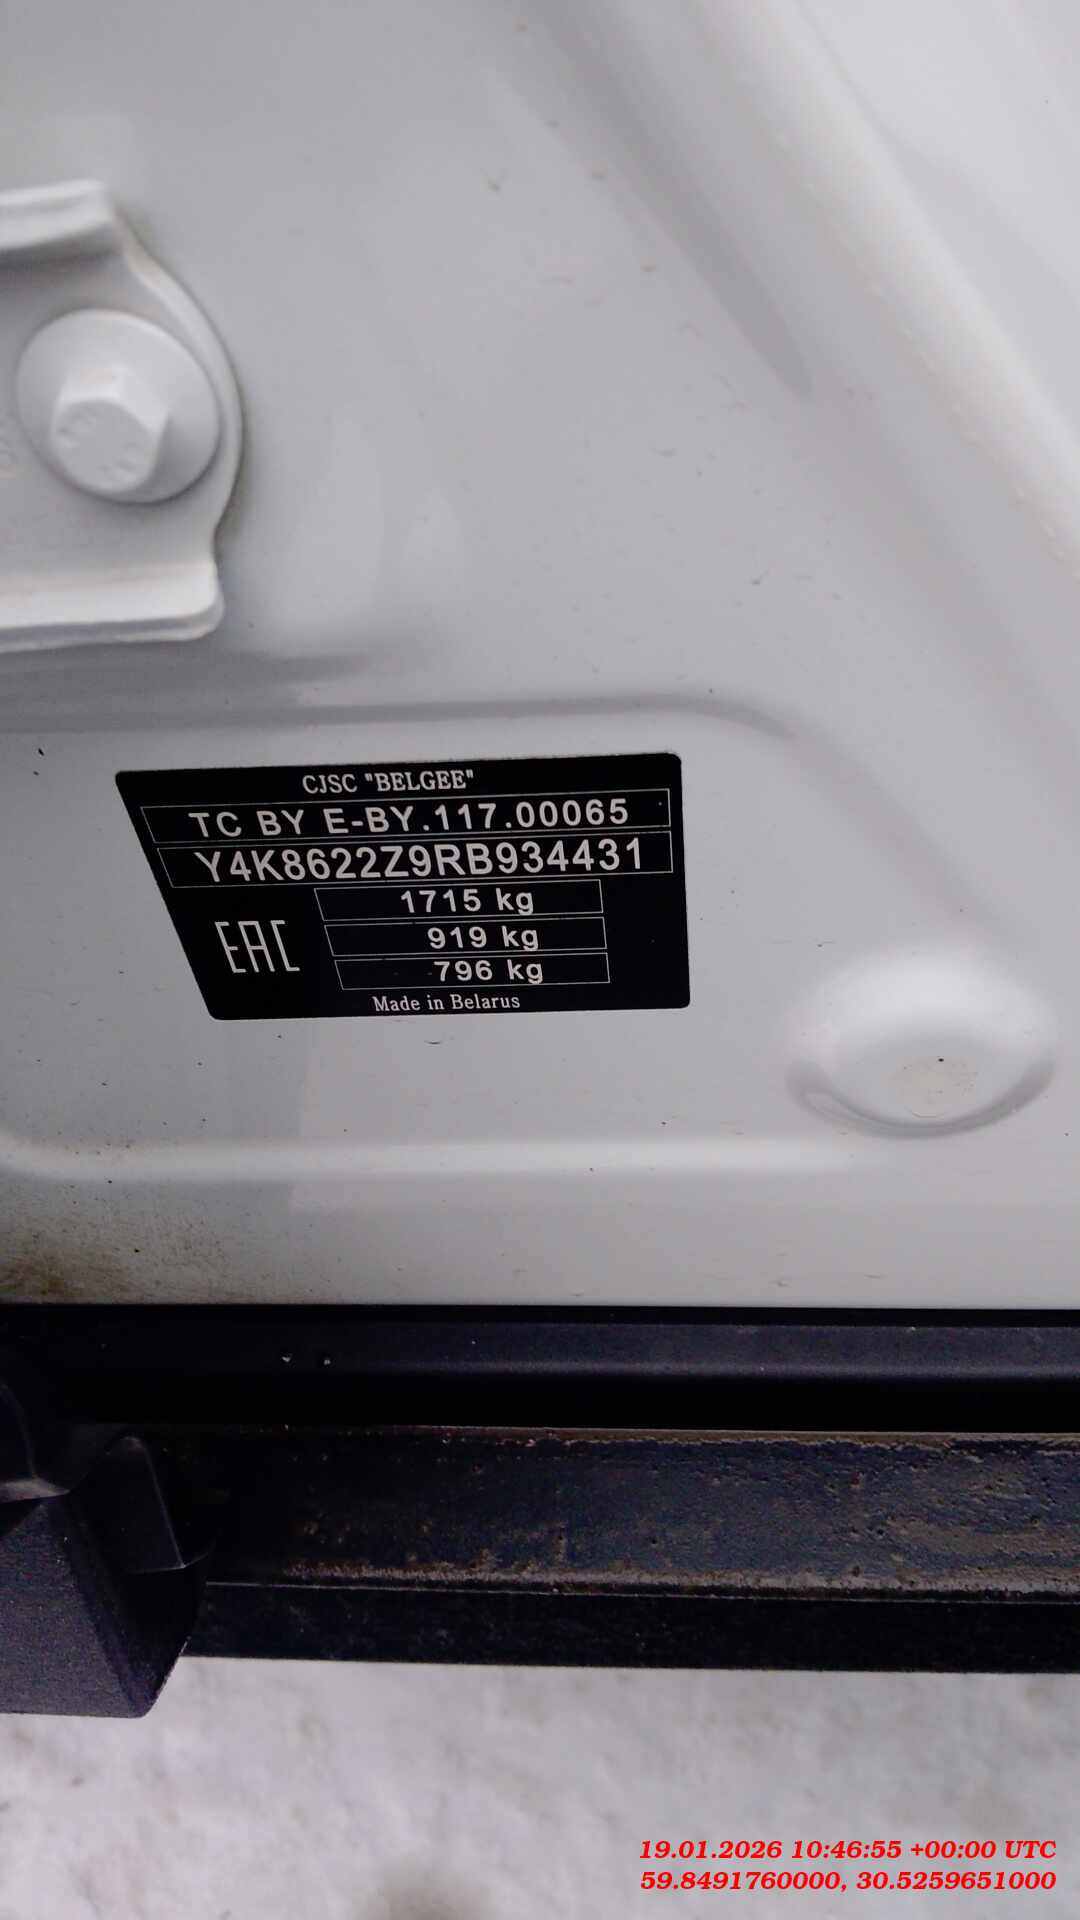 CJSC "BELGEE"
TC BY E-BY.117.00065
Y4K8622Z9RB934431
1715 kg
EAC
919 kg
796 kg
Made in Belarus
19.01.2026 10:46:55 +00:00 UTC
59.8491760000, 30.5259651000